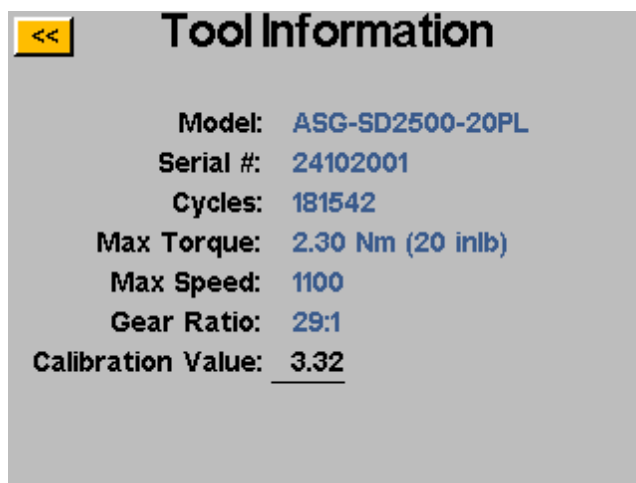 <<
Tool Information
Model: ASG-SD2500-20PL
Serial #: 24102001
Cycles: 181542
Max Torque: 2.30 Nm (20 inlb)
Max Speed: 1100
Gear Ratio: 29:1
Calibration Value: 3.32